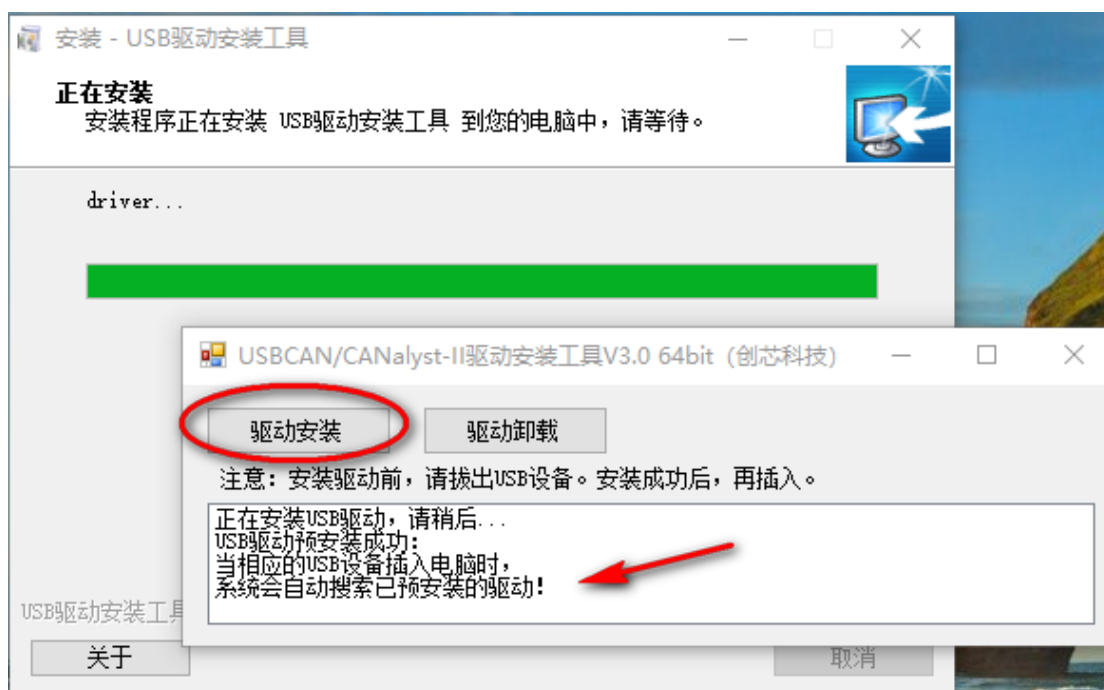 安装 - USB驱动安装工具
正在安装
安装程序正在安装 USB驱动安装工具 到您的电脑中，请等待。
driver...
USBCAN/CANalyst-II驱动安装工具V3.0 64bit (创芯科技)
驱动安装
驱动卸载
注意：安装驱动前，请拔出USB设备。安装成功后，再插入。
正在安装USB驱动，请稍后...
USB驱动预安装成功：
当相应的USB设备插入电脑时，
系统会自动搜索已预安装的驱动！
USB驱动安装工具
关于
取消